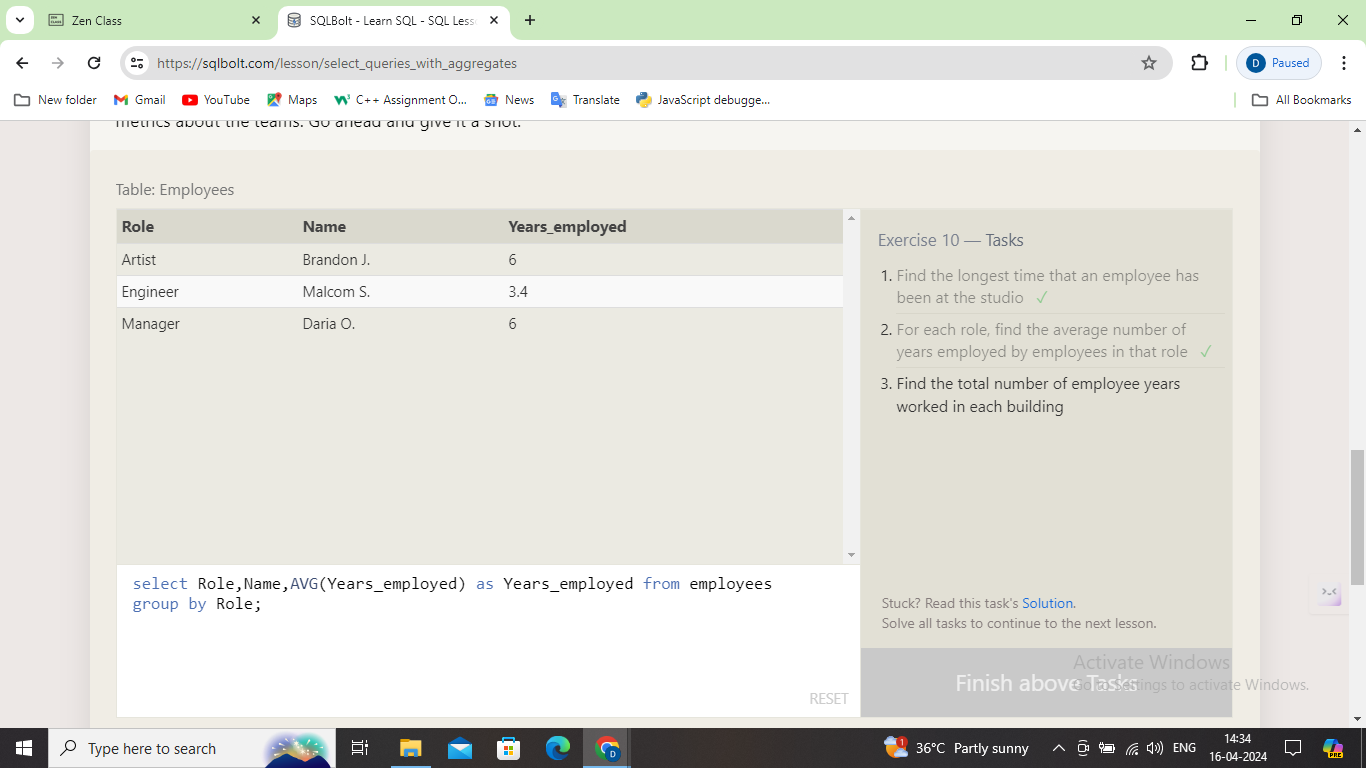 Zen Class
SQLBolt - Learn SQL - SQL Less
https://sqlbolt.com/lesson/select_queries_with_aggregates
D Paused
New folder
Gmail
YouTube
Maps
C++ Assignment O...
News
Translate
JavaScript debugge...
All Bookmarks
metrics about the teams. Go ahead and give it a shot.
Table: Employees
Role Name Years_employed
Artist Brandon J. 6
Engineer Malcom S. 3.4
Manager Daria O. 6
Exercise 10 — Tasks
1. Find the longest time that an employee has
been at the studio ✓
2. For each role, find the average number of
years employed by employees in that role ✓
3. Find the total number of employee years
worked in each building
select Role,Name,AVG(Years_employed) as Years_employed from employees
group by Role;
RESET
Stuck? Read this task's Solution.
Solve all tasks to continue to the next lesson.
Finish above Tasks
Activate Windows
Go to Settings to activate Windows.
Type here to search
1
36°C Partly sunny
ENG
14:34
16-04-2024
PRE